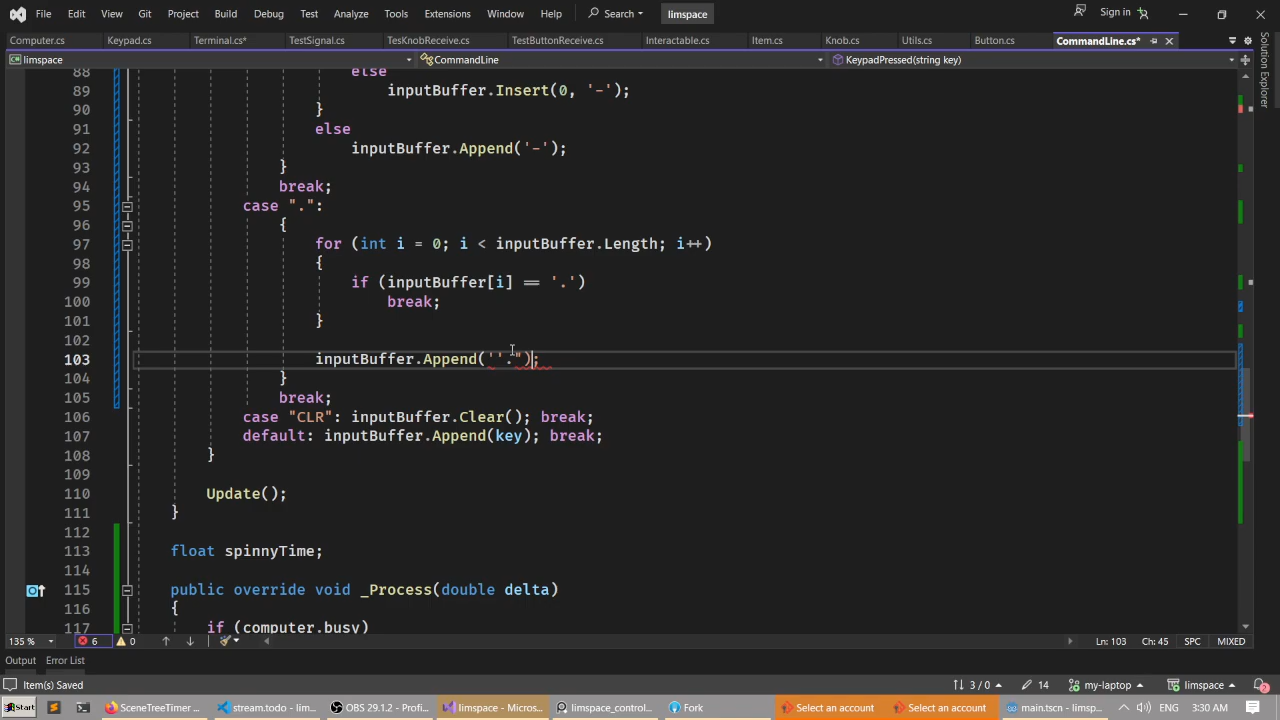 File Edit View Git Project Build Debug Test Analyze Tools Extensions Window Help Search limspace Sign in
Computer.cs Keypad.cs Terminal.cs* TestSignal.cs TesKnobReceive.cs TestButtonReceive.cs Interactable.cs Item.cs Knob.cs Utils.cs Button.cs CommandLine.cs*
limspace CommandLine KeypadPressed(string key)
Solution Explorer
88 else
89 inputBuffer.Insert(0, '-');
90 }
91 else
92 inputBuffer.Append('-');
93 }
94 break;
95 case ".":
96 {
97 for (int i = 0; i < inputBuffer.Length; i++)
98 {
99 if (inputBuffer[i] == '.')
100 break;
101 }
102
103 inputBuffer.Append(''.");
104 }
105 break;
106 case "CLR": inputBuffer.Clear(); break;
107 default: inputBuffer.Append(key); break;
108 }
109
110 Update();
111 }
112
113 float spinnyTime;
114
115 public override void _Process(double delta)
116 {
117 if (computer.busy)
135 % 6 0 Ln: 103 Ch: 45 SPC MIXED
Output Error List
Item(s) Saved 3 / 0 14 my-laptop limspace 2
Start SceneTreeTimer ... stream.todo - lim... OBS 29.1.2 - Profi... limspace - Micros... limspace_control... Fork Select an account Select an account main.tscn - limsp... 3:30 AM